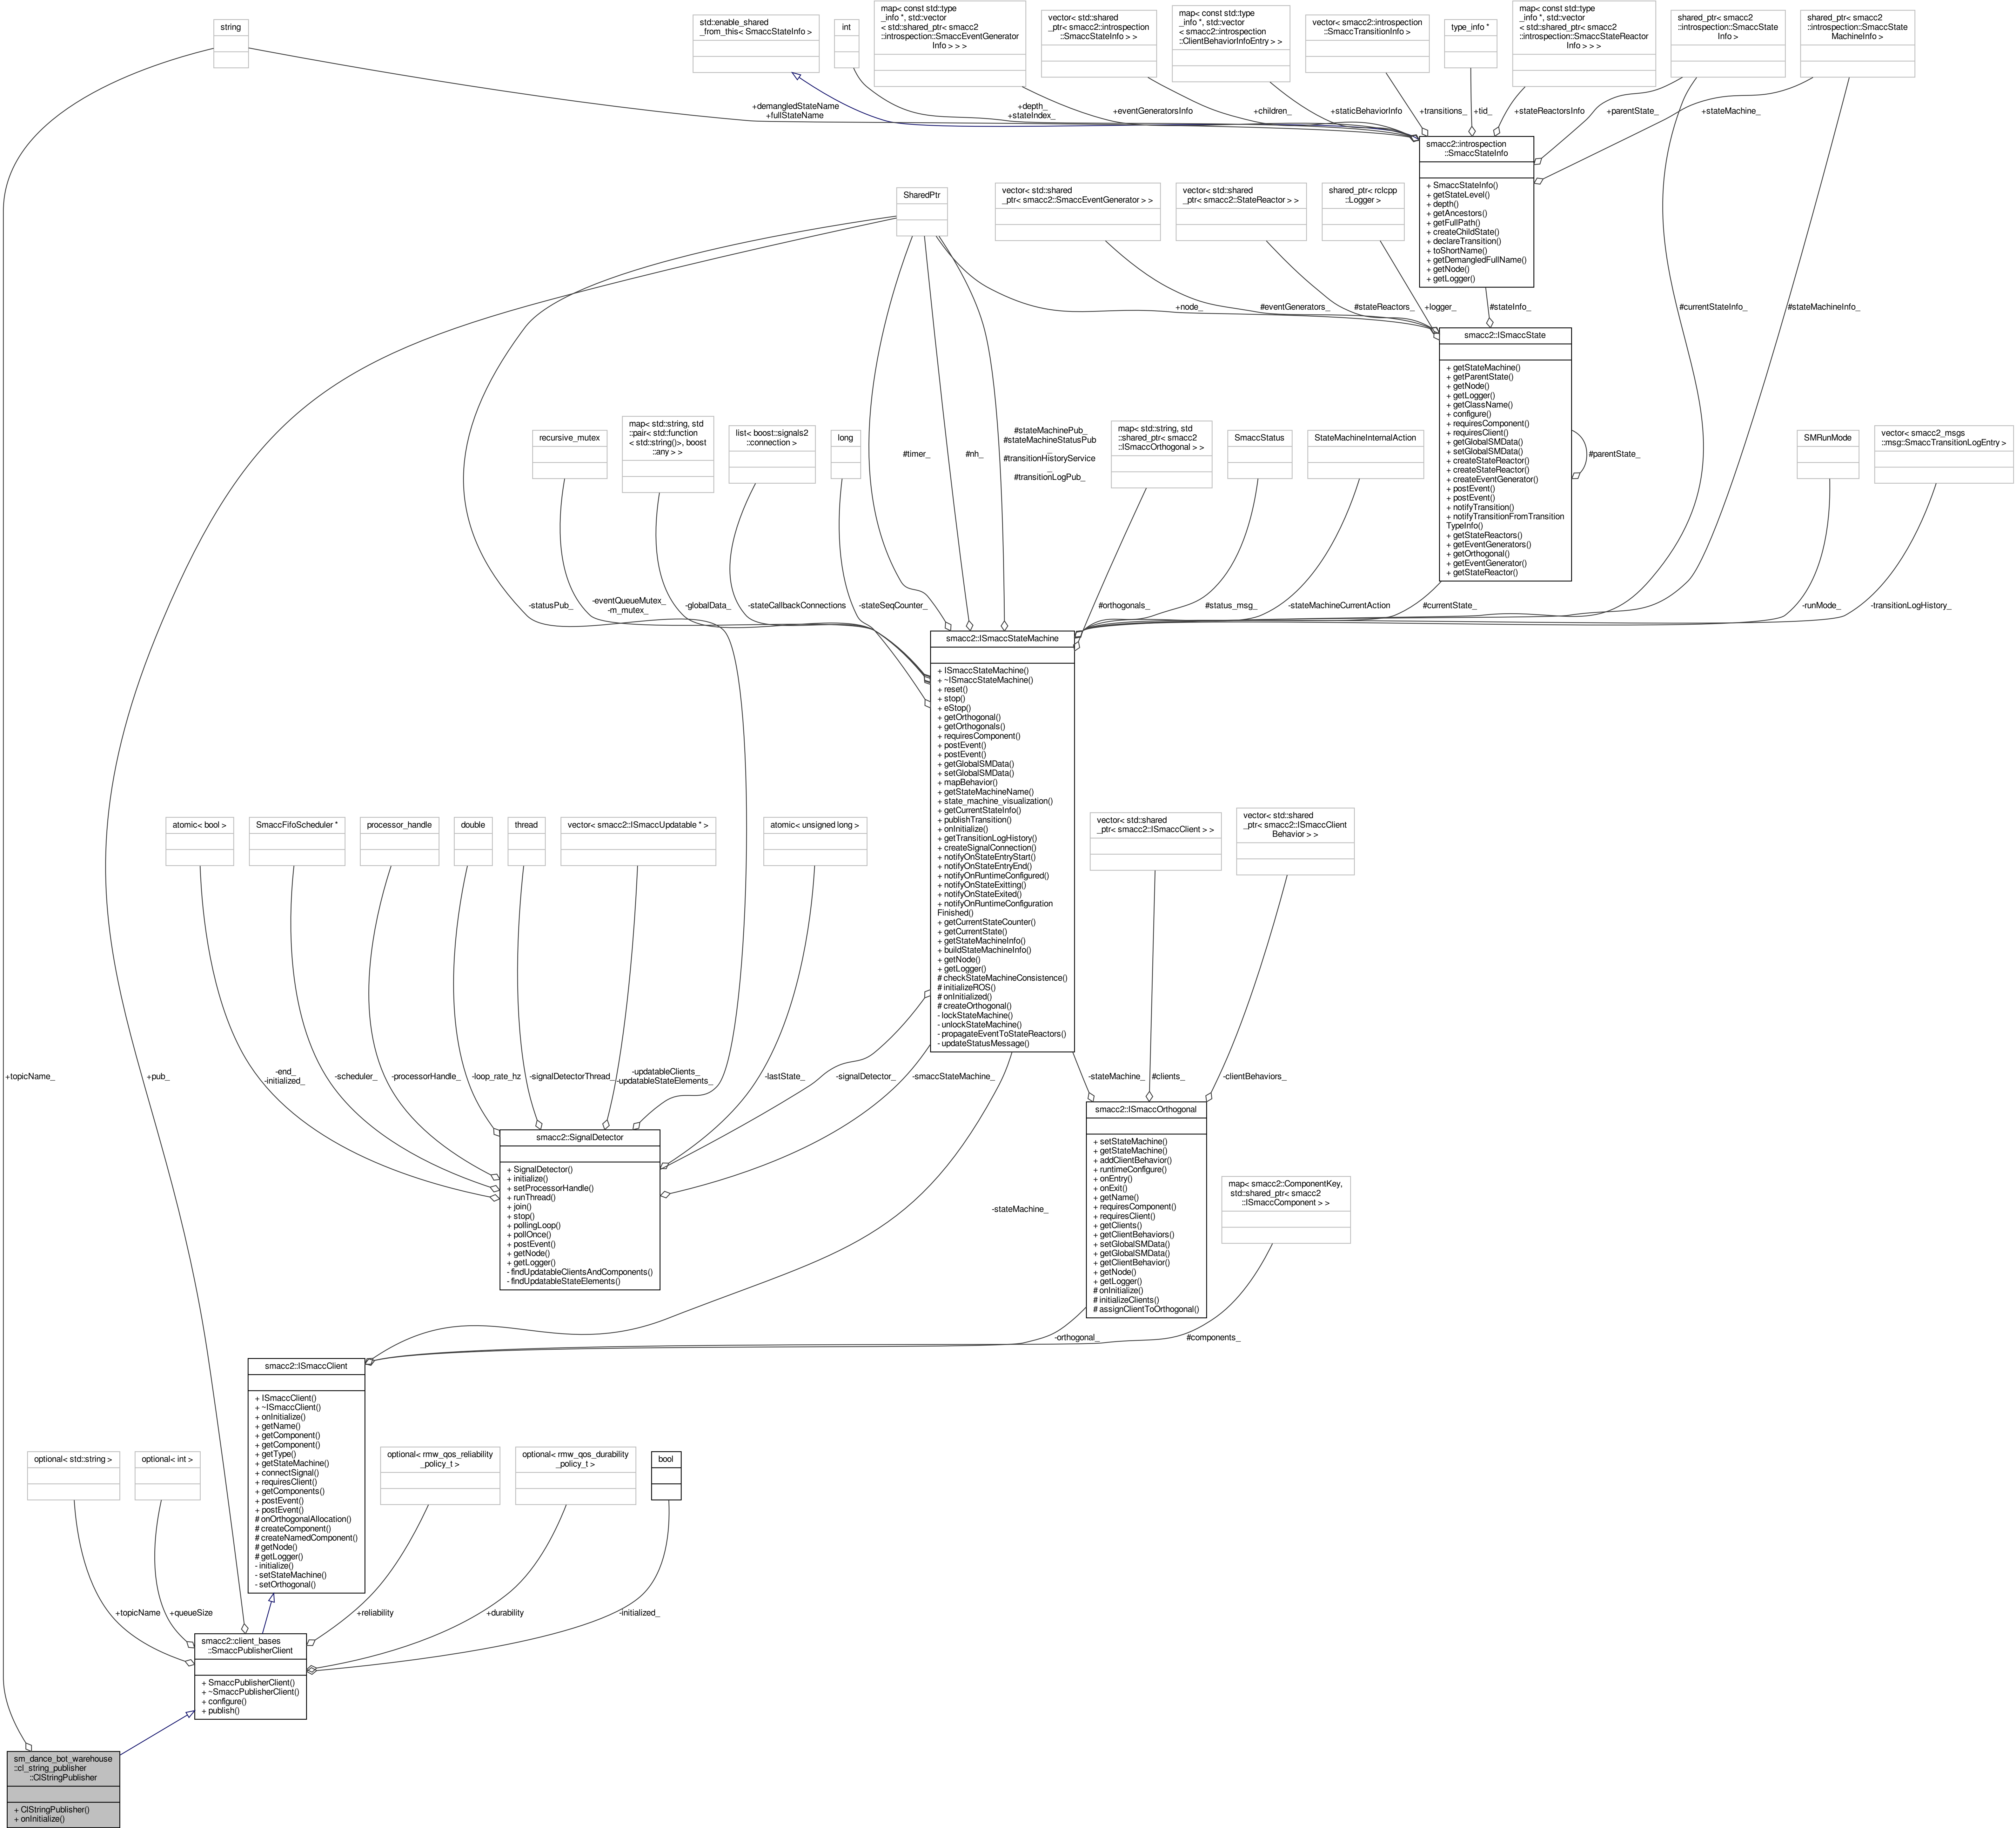 string
std::enable_shared
_from_this< SmaccStateInfo >
int
map< const std::type
_info *, std::vector
< std::shared_ptr< smacc2
::introspection::SmaccEventGenerator
Info > > >
vector< std::shared
_ptr< smacc2::introspection
::SmaccStateInfo > >
map< const std::type
_info *, std::vector
< smacc2::introspection
::ClientBehaviorInfoEntry > >
vector< smacc2::introspection
::SmaccTransitionInfo >
type_info *
map< const std::type
_info *, std::vector
< std::shared_ptr< smacc2
::introspection::SmaccStateReactor
Info > > >
shared_ptr< smacc2
::introspection::SmaccState
Info >
shared_ptr< smacc2
::introspection::SmaccState
MachineInfo >
+demangledStateName
+fullStateName
+depth_
+stateIndex_
+eventGeneratorsInfo
+children_
+staticBehaviorInfo
+transitions_
+tid_
+stateReactorsInfo
+parentState_
+stateMachine_
smacc2::introspection
::SmaccStateInfo
+ SmaccStateInfo()
+ getStateLevel()
+ depth()
+ getAncestors()
+ getFullPath()
+ createChildState()
+ declareTransition()
+ toShortName()
+ getDemangledFullName()
+ getNode()
+ getLogger()
SharedPtr
vector< std::shared
_ptr< smacc2::SmaccEventGenerator > >
vector< std::shared
_ptr< smacc2::StateReactor > >
shared_ptr< rclcpp
::Logger >
+node_
#eventGenerators_
#stateReactors_
+logger_
#stateInfo_
#currentStateInfo_
#stateMachineInfo_
smacc2::ISmaccState
+ getStateMachine()
+ getParentState()
+ getNode()
+ getLogger()
+ getClassName()
+ configure()
+ requiresComponent()
+ requiresClient()
+ getGlobalSMData()
+ setGlobalSMData()
+ createStateReactor()
+ createStateReactor()
+ createEventGenerator()
+ postEvent()
+ postEvent()
+ notifyTransition()
+ notifyTransitionFromTransition
TypeInfo()
+ getStateReactors()
+ getEventGenerators()
+ getOrthogonal()
+ getEventGenerator()
+ getStateReactor()
#parentState_
recursive_mutex
map< std::string, std
::pair< std::function
< std::string()>, boost
::any > >
list< boost::signals2
::connection >
long
#timer_
#nh_
#stateMachinePub_
#stateMachineStatusPub
_
#transitionHistoryService
_
#transitionLogPub_
map< std::string, std
::shared_ptr< smacc2
::ISmaccOrthogonal > >
SmaccStatus
StateMachineInternalAction
SMRunMode
vector< smacc2_msgs
::msg::SmaccTransitionLogEntry >
-statusPub_
-eventQueueMutex_
-m_mutex_
-globalData_
-stateCallbackConnections
-stateSeqCounter_
#orthogonals_
#status_msg_
-stateMachineCurrentAction
#currentState_
-runMode_
-transitionLogHistory_
smacc2::ISmaccStateMachine
+ ISmaccStateMachine()
+ ~ISmaccStateMachine()
+ reset()
+ stop()
+ eStop()
+ getOrthogonal()
+ getOrthogonals()
+ requiresComponent()
+ postEvent()
+ postEvent()
+ getGlobalSMData()
+ setGlobalSMData()
+ mapBehavior()
+ getStateMachineName()
+ state_machine_visualization()
+ getCurrentStateInfo()
+ publishTransition()
+ onInitialize()
+ getTransitionLogHistory()
+ createSignalConnection()
+ notifyOnStateEntryStart()
+ notifyOnStateEntryEnd()
+ notifyOnRuntimeConfigured()
+ notifyOnStateExitting()
+ notifyOnStateExited()
+ notifyOnRuntimeConfiguration
Finished()
+ getCurrentStateCounter()
+ getCurrentState()
+ getStateMachineInfo()
+ buildStateMachineInfo()
+ getNode()
+ getLogger()
# checkStateMachineConsistence()
# initializeROS()
# onInitialized()
# createOrthogonal()
- lockStateMachine()
- unlockStateMachine()
- propagateEventToStateReactors()
- updateStatusMessage()
atomic< bool >
SmaccFifoScheduler *
processor_handle
double
thread
vector< smacc2::ISmaccUpdatable * >
atomic< unsigned long >
vector< std::shared
_ptr< smacc2::ISmaccClient > >
vector< std::shared
_ptr< smacc2::ISmaccClient
Behavior > >
+topicName_
+pub_
-end_
-initialized_
-scheduler_
-processorHandle_
-loop_rate_hz
-signalDetectorThread_
-updatableClients_
-updatableStateElements_
-lastState_
-signalDetector_
-smaccStateMachine_
-stateMachine_
#clients_
-clientBehaviors_
smacc2::SignalDetector
+ SignalDetector()
+ initialize()
+ setProcessorHandle()
+ runThread()
+ join()
+ stop()
+ pollingLoop()
+ pollOnce()
+ postEvent()
+ getNode()
+ getLogger()
- findUpdatableClientsAndComponents()
- findUpdatableStateElements()
smacc2::ISmaccOrthogonal
+ setStateMachine()
+ getStateMachine()
+ addClientBehavior()
+ runtimeConfigure()
+ onEntry()
+ onExit()
+ getName()
+ requiresComponent()
+ requiresClient()
+ getClients()
+ getClientBehaviors()
+ setGlobalSMData()
+ getGlobalSMData()
+ getClientBehavior()
+ getNode()
+ getLogger()
# onInitialize()
# initializeClients()
# assignClientToOrthogonal()
map< smacc2::ComponentKey,
std::shared_ptr< smacc2
::ISmaccComponent > >
-stateMachine_
-orthogonal_
#components_
smacc2::ISmaccClient
+ ISmaccClient()
+ ~ISmaccClient()
+ onInitialize()
+ getName()
+ getComponent()
+ getComponent()
+ getType()
+ getStateMachine()
+ connectSignal()
+ requiresClient()
+ getComponents()
+ postEvent()
+ postEvent()
# onOrthogonalAllocation()
# createComponent()
# createNamedComponent()
# getNode()
# getLogger()
- initialize()
- setStateMachine()
- setOrthogonal()
optional< std::string >
optional< int >
optional< rmw_qos_reliability
_policy_t >
optional< rmw_qos_durability
_policy_t >
bool
+topicName
+queueSize
+reliability
+durability
-initialized_
smacc2::client_bases
::SmaccPublisherClient
+ SmaccPublisherClient()
+ ~SmaccPublisherClient()
+ configure()
+ publish()
sm_dance_bot_warehouse
::cl_string_publisher
::ClStringPublisher
+ ClStringPublisher()
+ onInitialize()